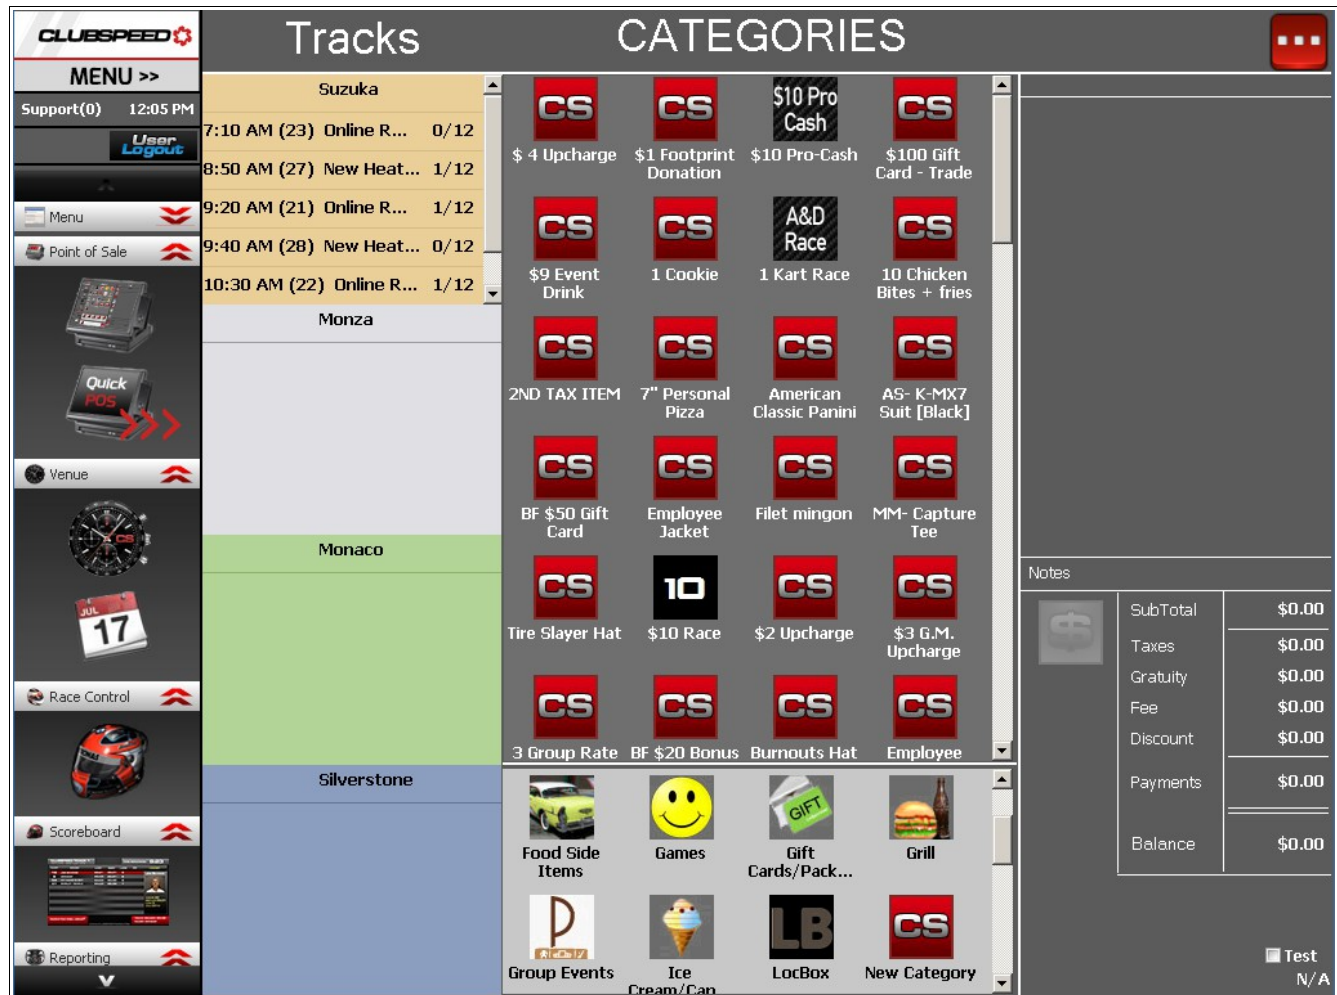 CLUBSPEED
Tracks
CATEGORIES
MENU >>
Support(0) 12:05 PM
User
Logout
Menu
Point of Sale
Quick
POS
Venue
CS
JUL
17
Race Control
Scoreboard
Reporting
Suzuka
7:10 AM (23) Online R... 0/12
8:50 AM (27) New Heat... 1/12
9:20 AM (21) Online R... 1/12
9:40 AM (28) New Heat... 0/12
10:30 AM (22) Online R... 1/12
Monza
Monaco
Silverstone
CS CS $10 Pro CS
Cash
$ 4 Upcharge $1 Footprint $10 Pro-Cash $100 Gift
Donation Card - Trade
CS CS A&D CS
Race
$9 Event 1 Cookie 1 Kart Race 10 Chicken
Drink Bites + fries
CS CS CS CS
2ND TAX ITEM 7" Personal American AS- K-MX7
Pizza Classic Panini Suit [Black]
CS CS CS CS
BF $50 Gift Employee Filet mingon MM- Capture
Card Jacket Tee
CS 10 CS CS
Tire Slayer Hat $10 Race $2 Upcharge $3 G.M.
Upcharge
CS CS CS CS
3 Group Rate BF $20 Bonus Burnouts Hat Employee
GIFT
Food Side Games Gift Grill
Items Cards/Pack...
P LB CS
Group Events Ice LocBox New Category
Cream/Can
Notes
$
SubTotal $0.00
Taxes $0.00
Gratuity $0.00
Fee $0.00
Discount $0.00
Payments $0.00
Balance $0.00
Test
N/A